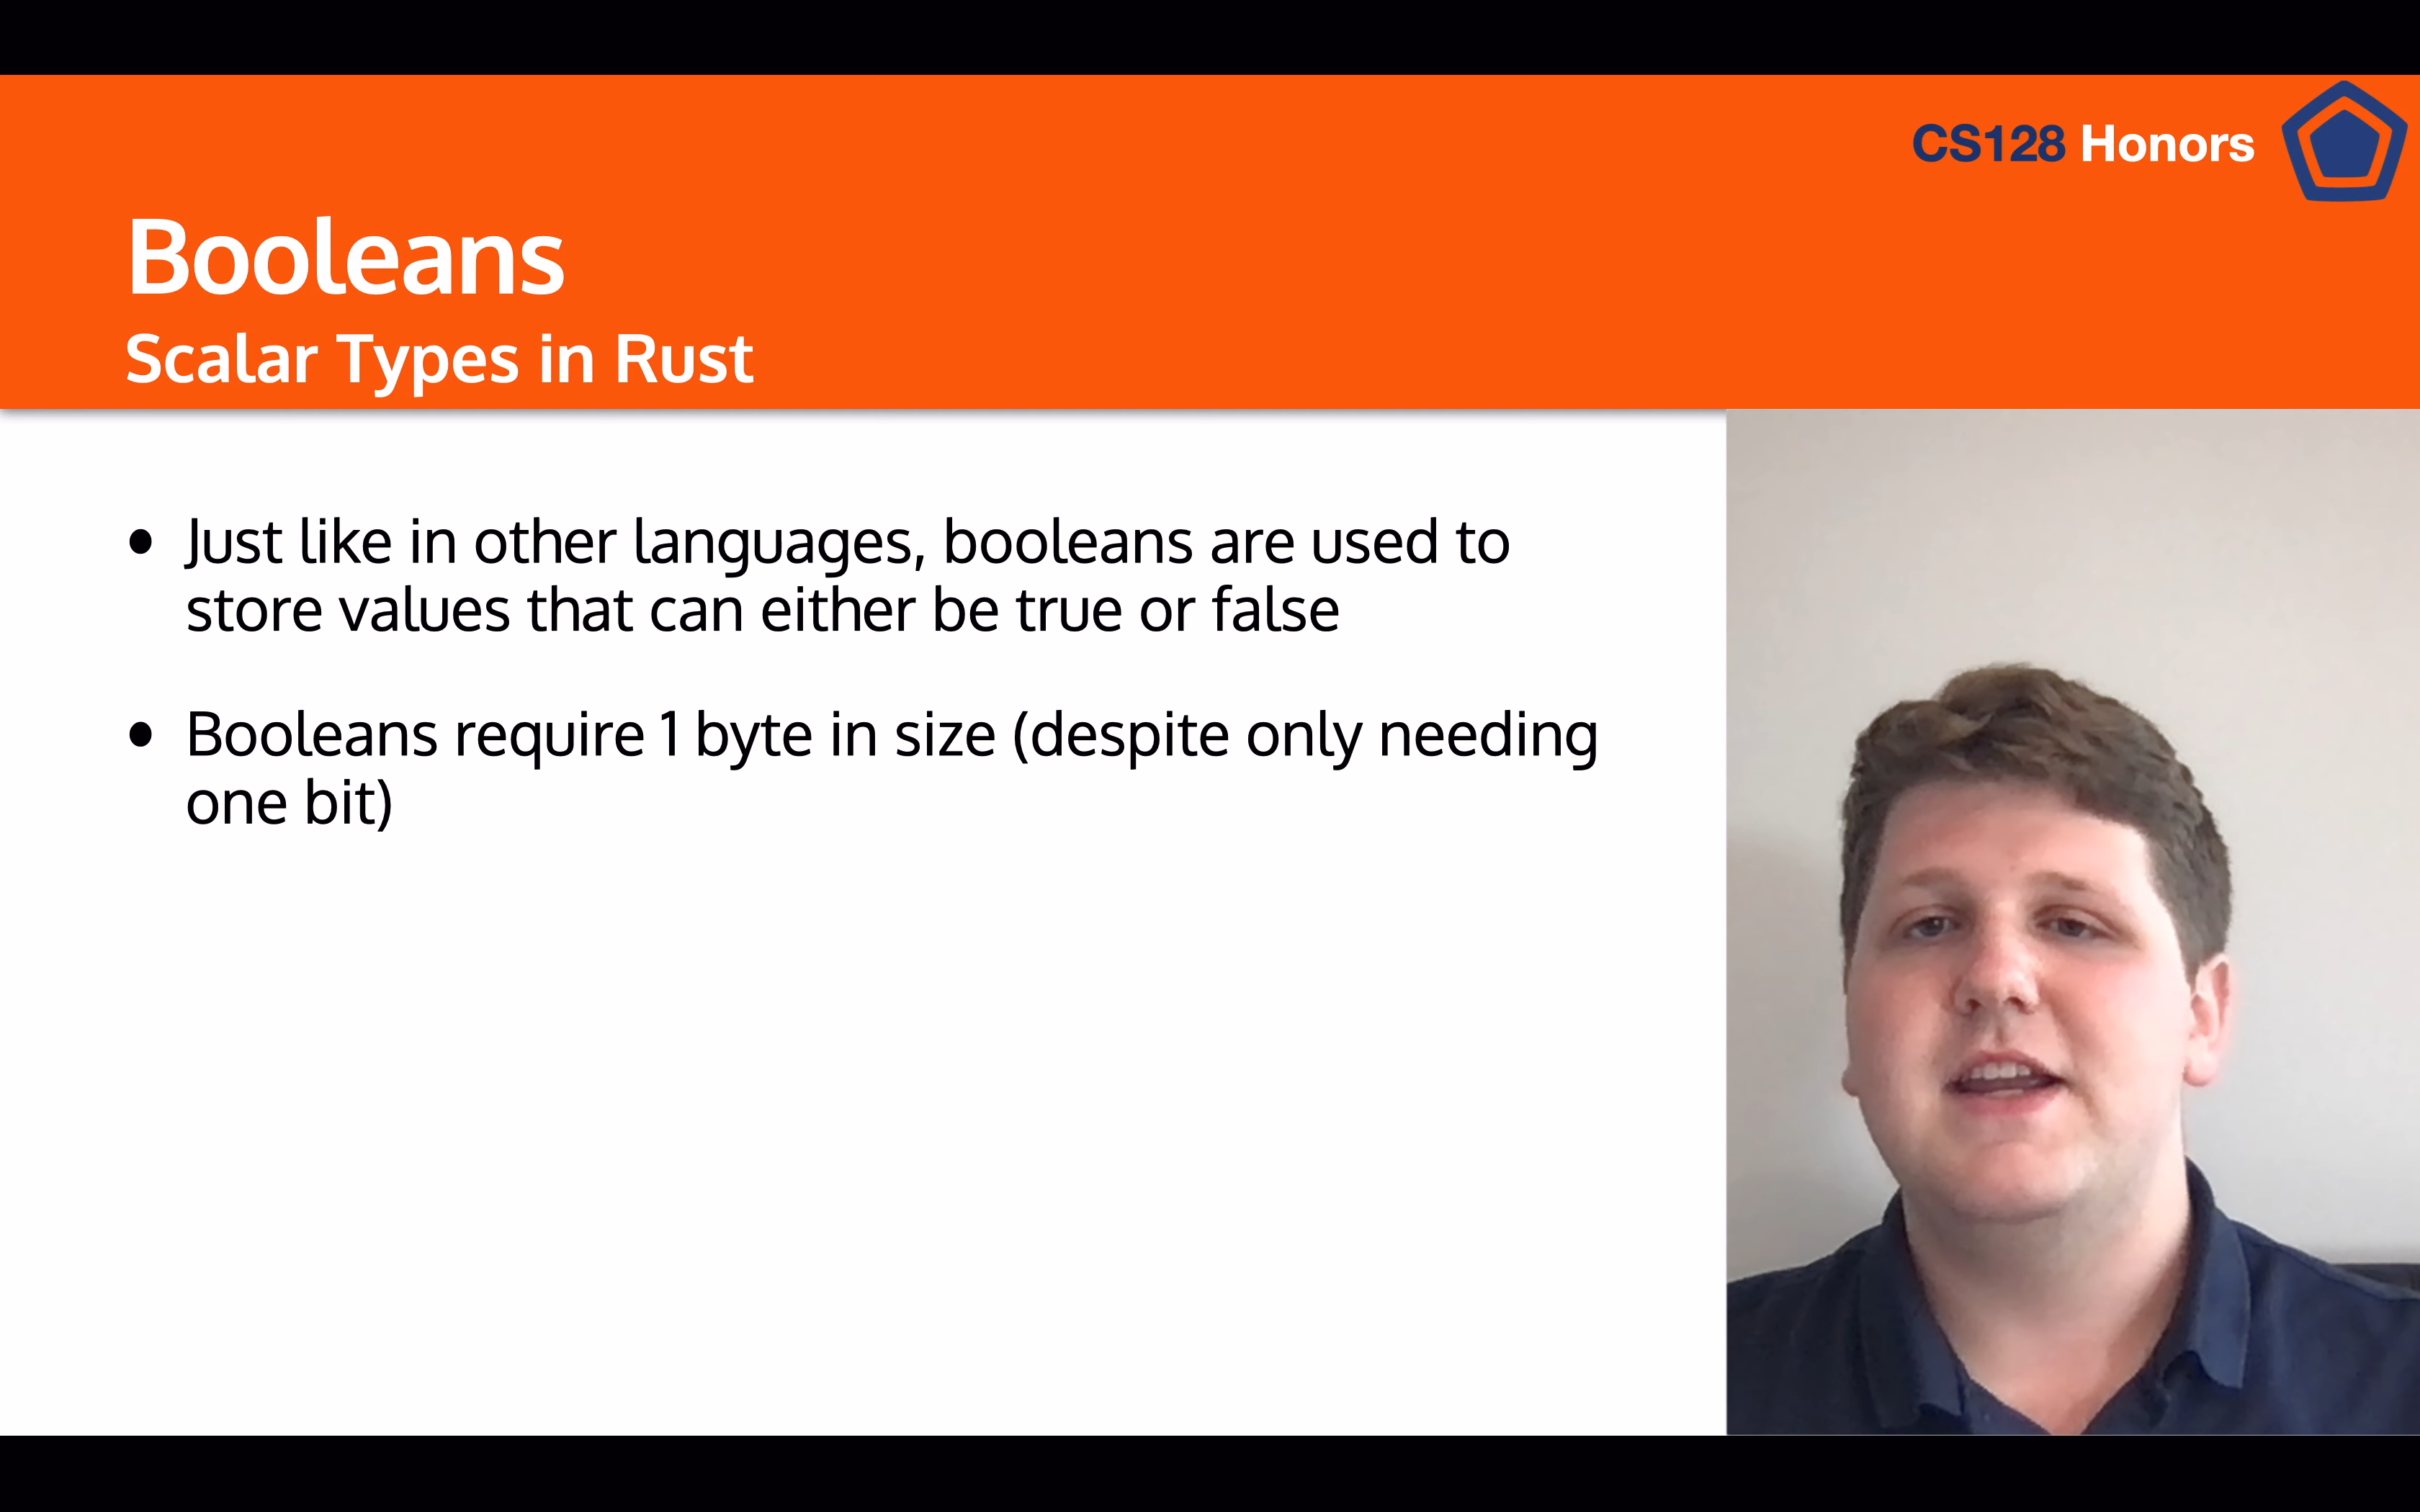 CS128 Honors
Booleans
Scalar Types in Rust
• Just like in other languages, booleans are used to
store values that can either be true or false
• Booleans require 1 byte in size (despite only needing
one bit)